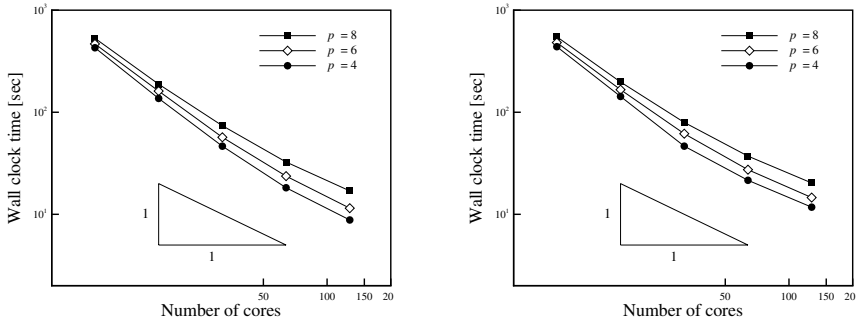 10³
10²
10¹
Wall clock time [sec]
p = 8
p = 6
p = 4
1
1
50
100
150
20
Number of cores
10³
10²
10¹
Wall clock time [sec]
p = 8
p = 6
p = 4
1
1
50
100
150
20
Number of cores